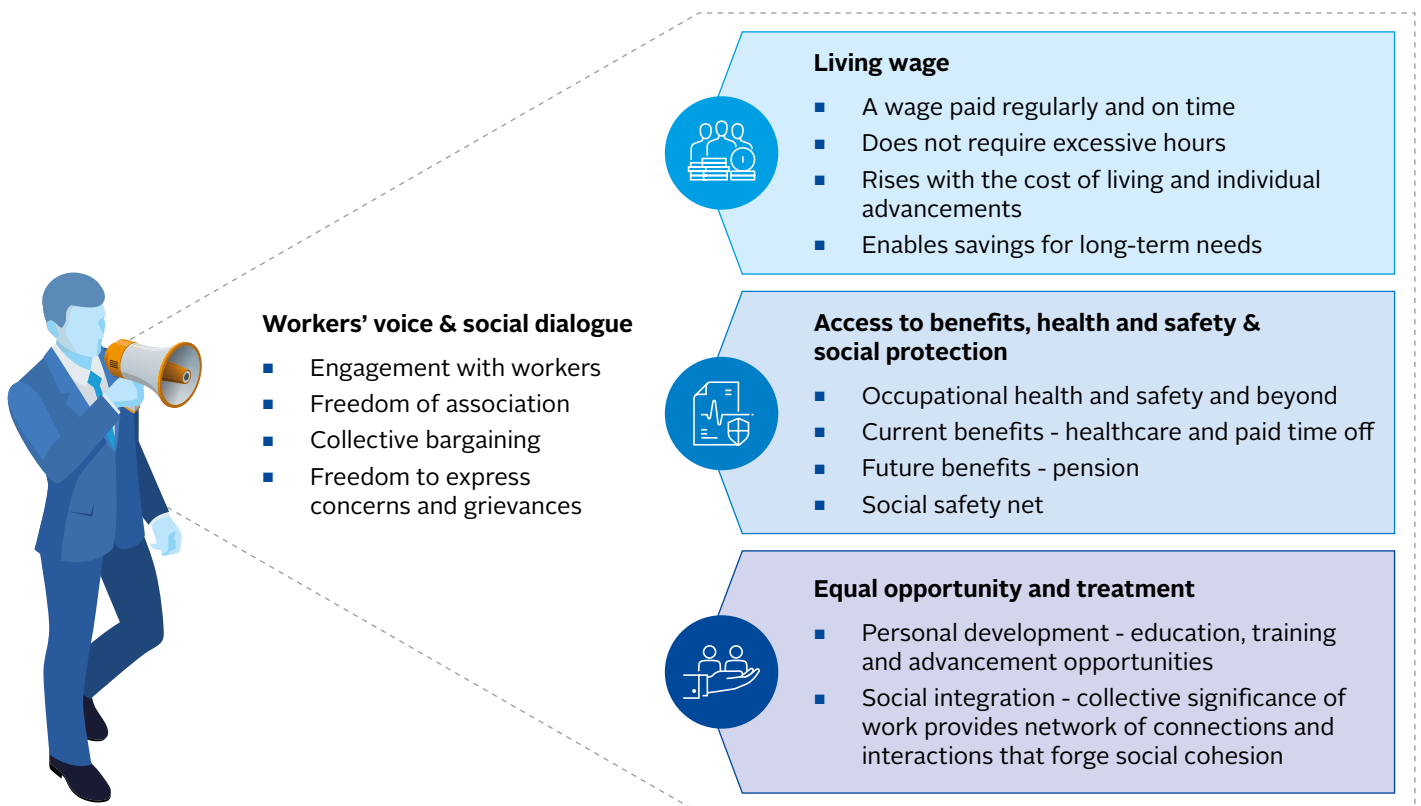 Workers’ voice & social dialogue
▪ Engagement with workers
▪ Freedom of association
▪ Collective bargaining
▪ Freedom to express
concerns and grievances
Living wage
▪ A wage paid regularly and on time
▪ Does not require excessive hours
▪ Rises with the cost of living and individual
advancements
▪ Enables savings for long-term needs
Access to benefits, health and safety &
social protection
▪ Occupational health and safety and beyond
▪ Current benefits - healthcare and paid time off
▪ Future benefits - pension
▪ Social safety net
Equal opportunity and treatment
▪ Personal development - education, training
and advancement opportunities
▪ Social integration - collective significance of
work provides network of connections and
interactions that forge social cohesion